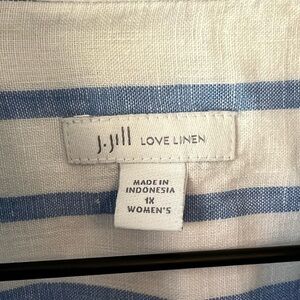 J.Jill LOVE LINEN
MADE IN
INDONESIA
1X
WOMEN'S